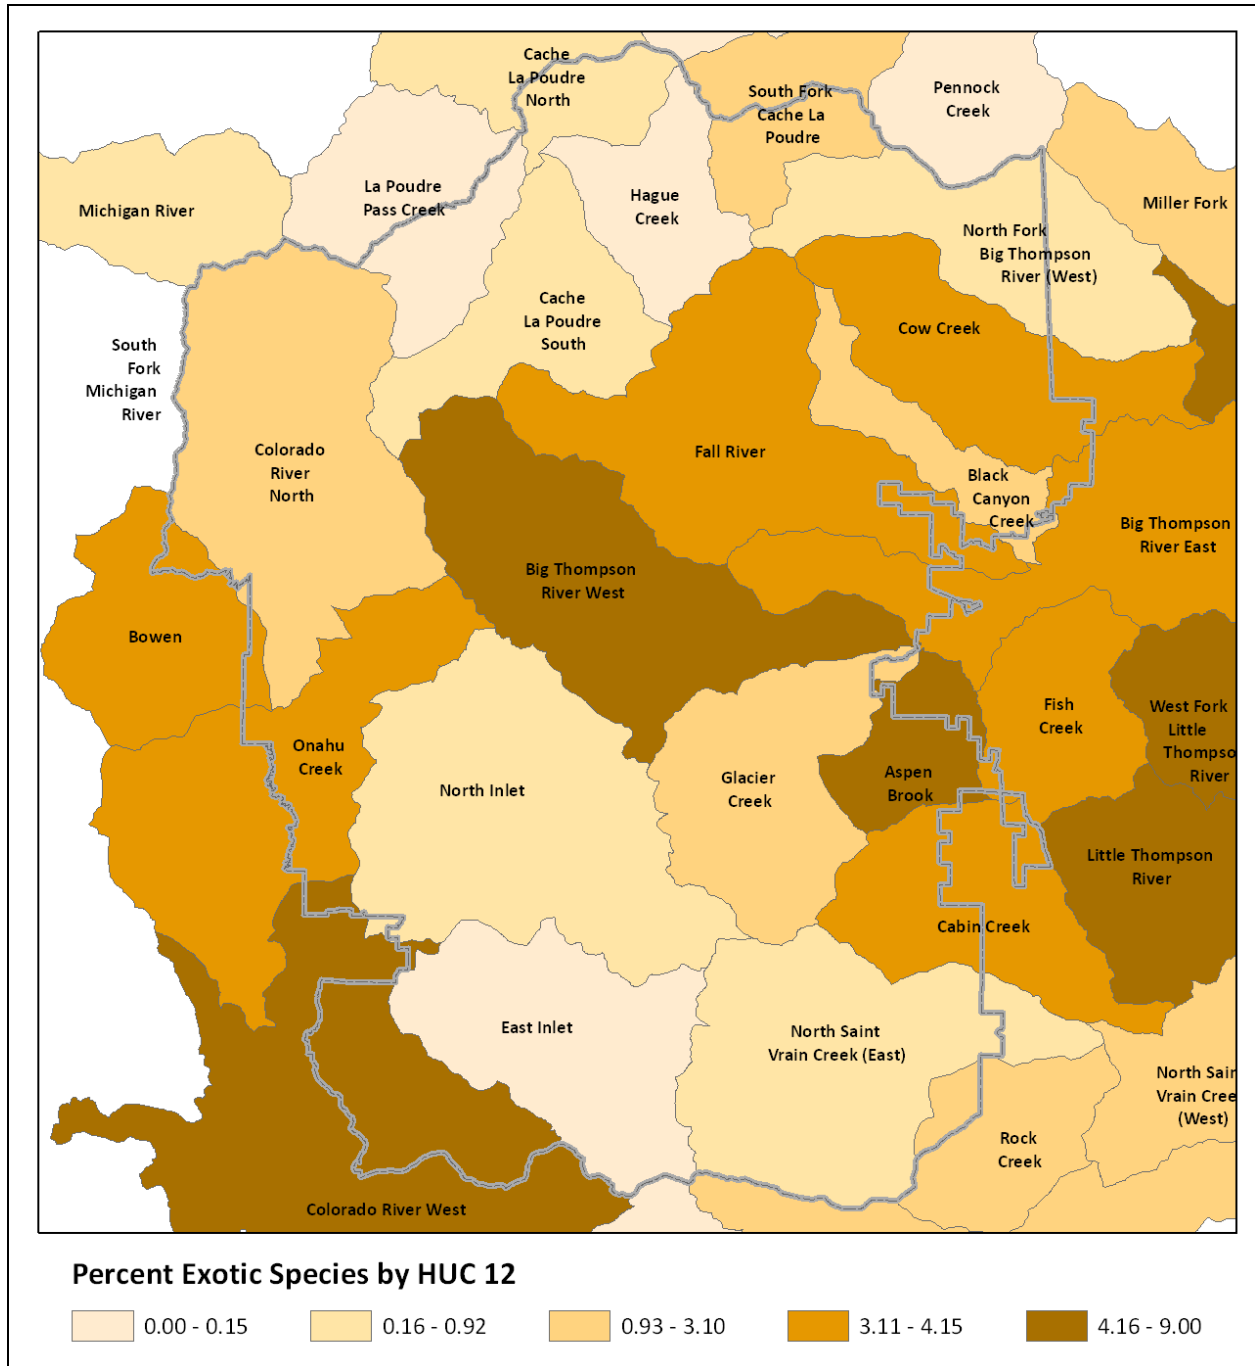 Cache
La Poudre
North
South Fork
Cache La
Poudre
Pennock
Creek
Michigan River
La Poudre
Pass Creek
Hague
Creek
Miller Fork
North Fork
Big Thompson
River (West)
Cache
La Poudre
South
Cow Creek
South
Fork
Michigan
River
Colorado
River
North
Fall River
Black
Canyon
Creek
Big Thompson
River East
Big Thompson
River West
Bowen
Fish
Creek
West Fork
Little
Thompso
River
Onahu
Creek
North Inlet
Glacier
Creek
Aspen
Brook
Little Thompson
River
Cabin Creek
East Inlet
North Saint
Vrain Creek (East)
North Sain
Vrain Cree
(West)
Rock
Creek
Colorado River West
Percent Exotic Species by HUC 12
0.00 - 0.15
0.16 - 0.92
0.93 - 3.10
3.11 - 4.15
4.16 - 9.00